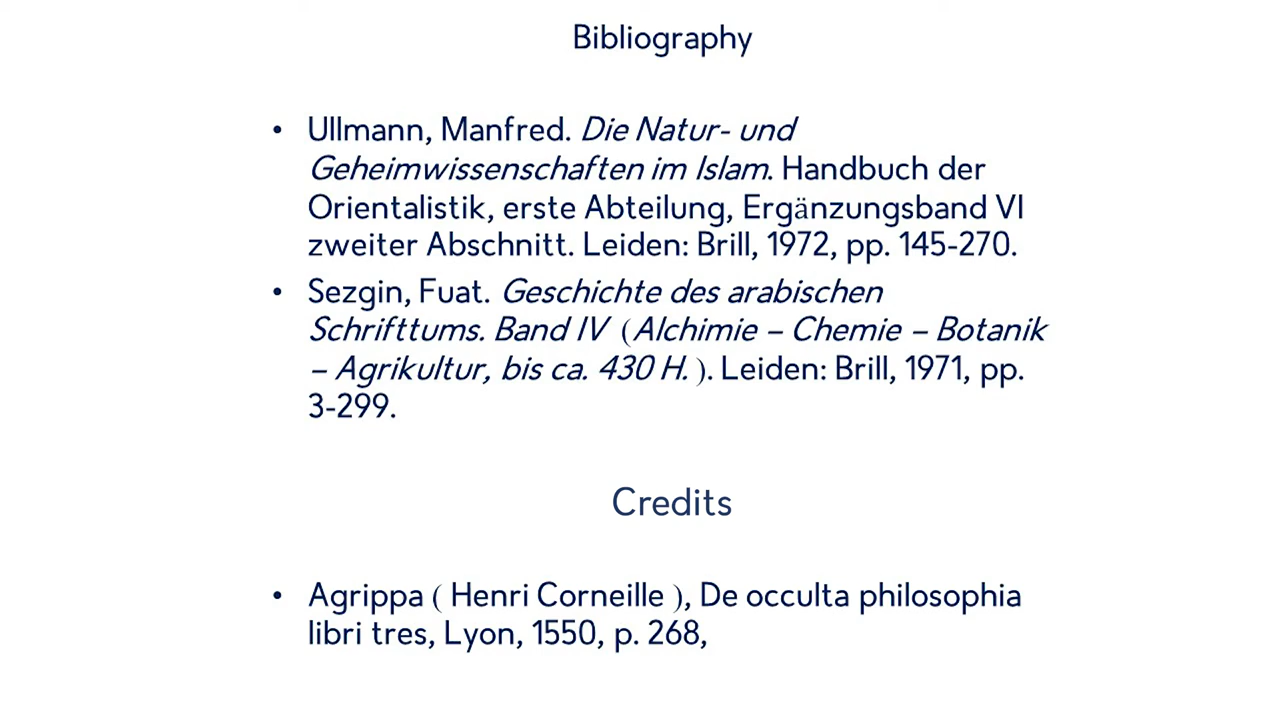 Bibliography
• Ullmann, Manfred. Die Natur- und
Geheimwissenschaften im Islam. Handbuch der
Orientalistik, erste Abteilung, Ergänzungsband VI
zweiter Abschnitt. Leiden: Brill, 1972, pp. 145-270.
• Sezgin, Fuat. Geschichte des arabischen
Schrifttums. Band IV (Alchimie – Chemie – Botanik
– Agrikultur, bis ca. 430 H. ). Leiden: Brill, 1971, pp.
3-299.
Credits
• Agrippa ( Henri Corneille ), De occulta philosophia
libri tres, Lyon, 1550, p. 268,